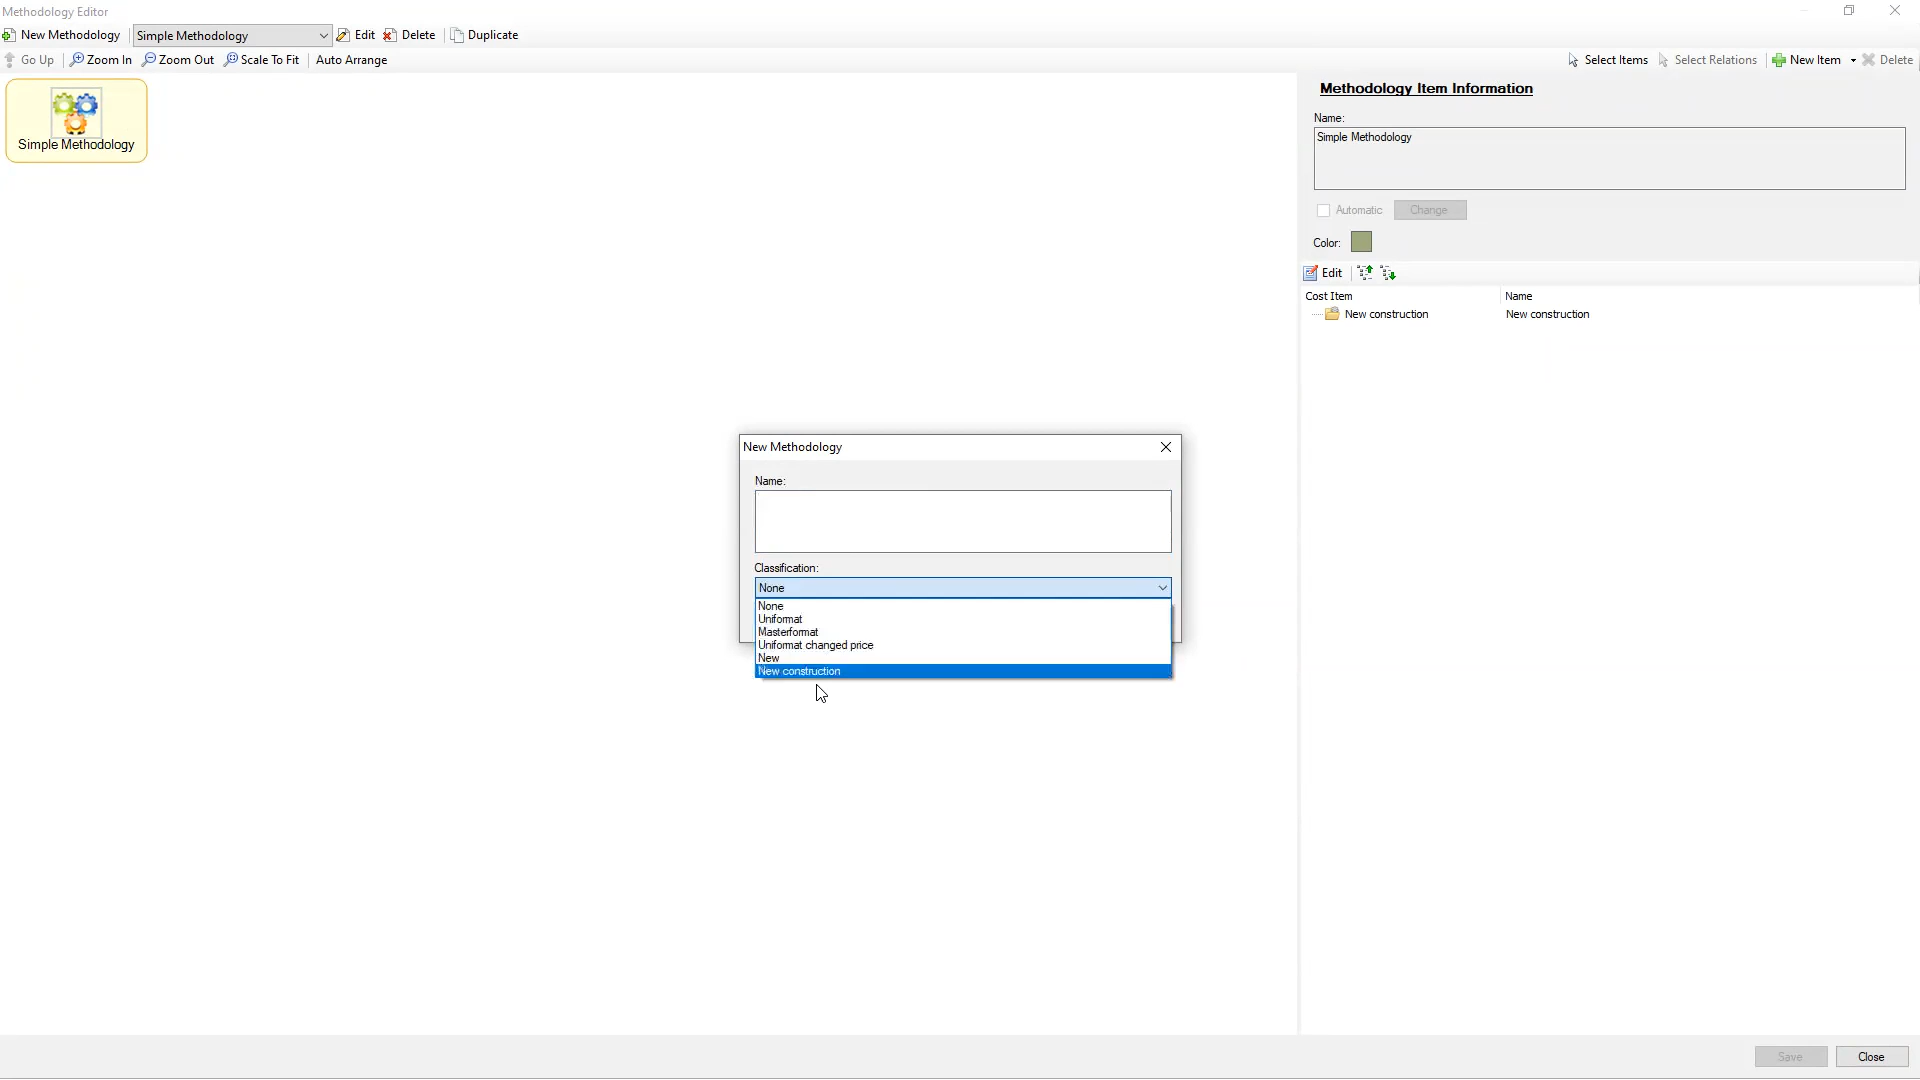 Methodology Editor
New Methodology Simple Methodology Edit Delete Duplicate
Go Up Zoom In Zoom Out Scale To Fit Auto Arrange Select Items Select Relations New Item Delete
Simple Methodology
Methodology Item Information
Name:
Simple Methodology
Automatic Change
Color:
Edit
Cost Item Name
New construction New construction
New Methodology
Name:
Classification:
None
None
Uniformat
Masterformat
Uniformat changed price
New
New construction
Save Close